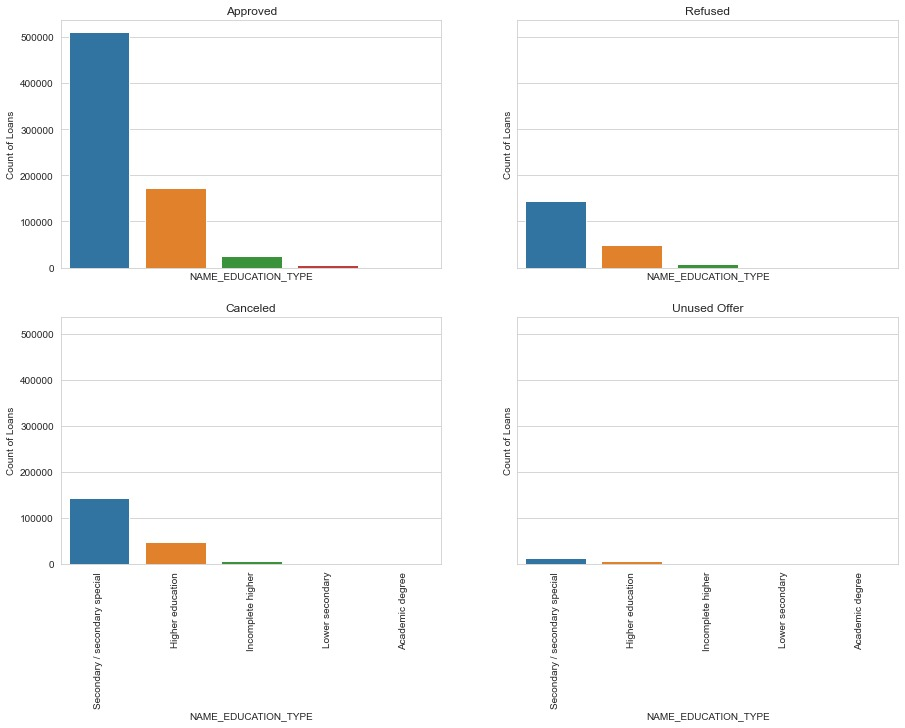 Approved
Refused
500000
400000
300000
200000
100000
0
Count of Loans
Count of Loans
NAME_EDUCATION_TYPE
NAME_EDUCATION_TYPE
Canceled
Unused Offer
500000
400000
300000
200000
100000
0
Count of Loans
Count of Loans
Secondary / secondary special
Higher education
Incomplete higher
Lower secondary
Academic degree
Secondary / secondary special
Higher education
Incomplete higher
Lower secondary
Academic degree
NAME_EDUCATION_TYPE
NAME_EDUCATION_TYPE